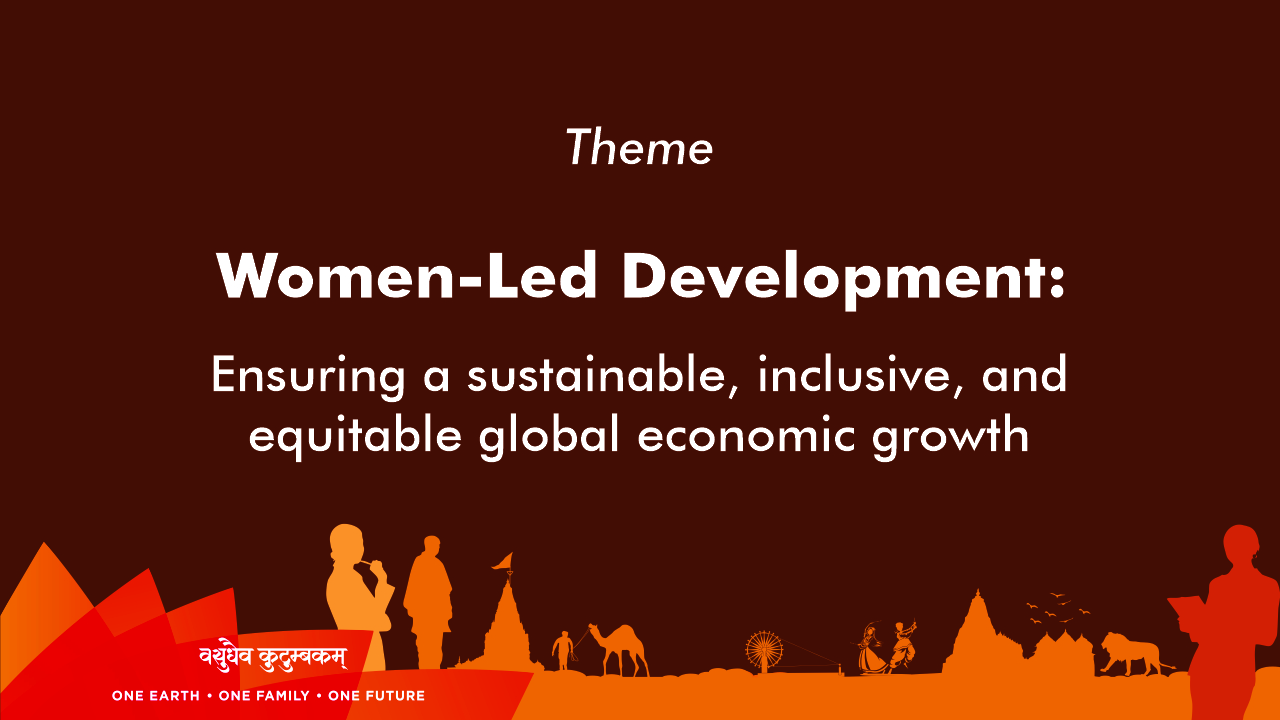 Theme
Women-Led Development:
Ensuring a sustainable, inclusive, and
equitable global economic growth
वसुधैव कुटुम्बकम्
ONE EARTH • ONE FAMILY • ONE FUTURE